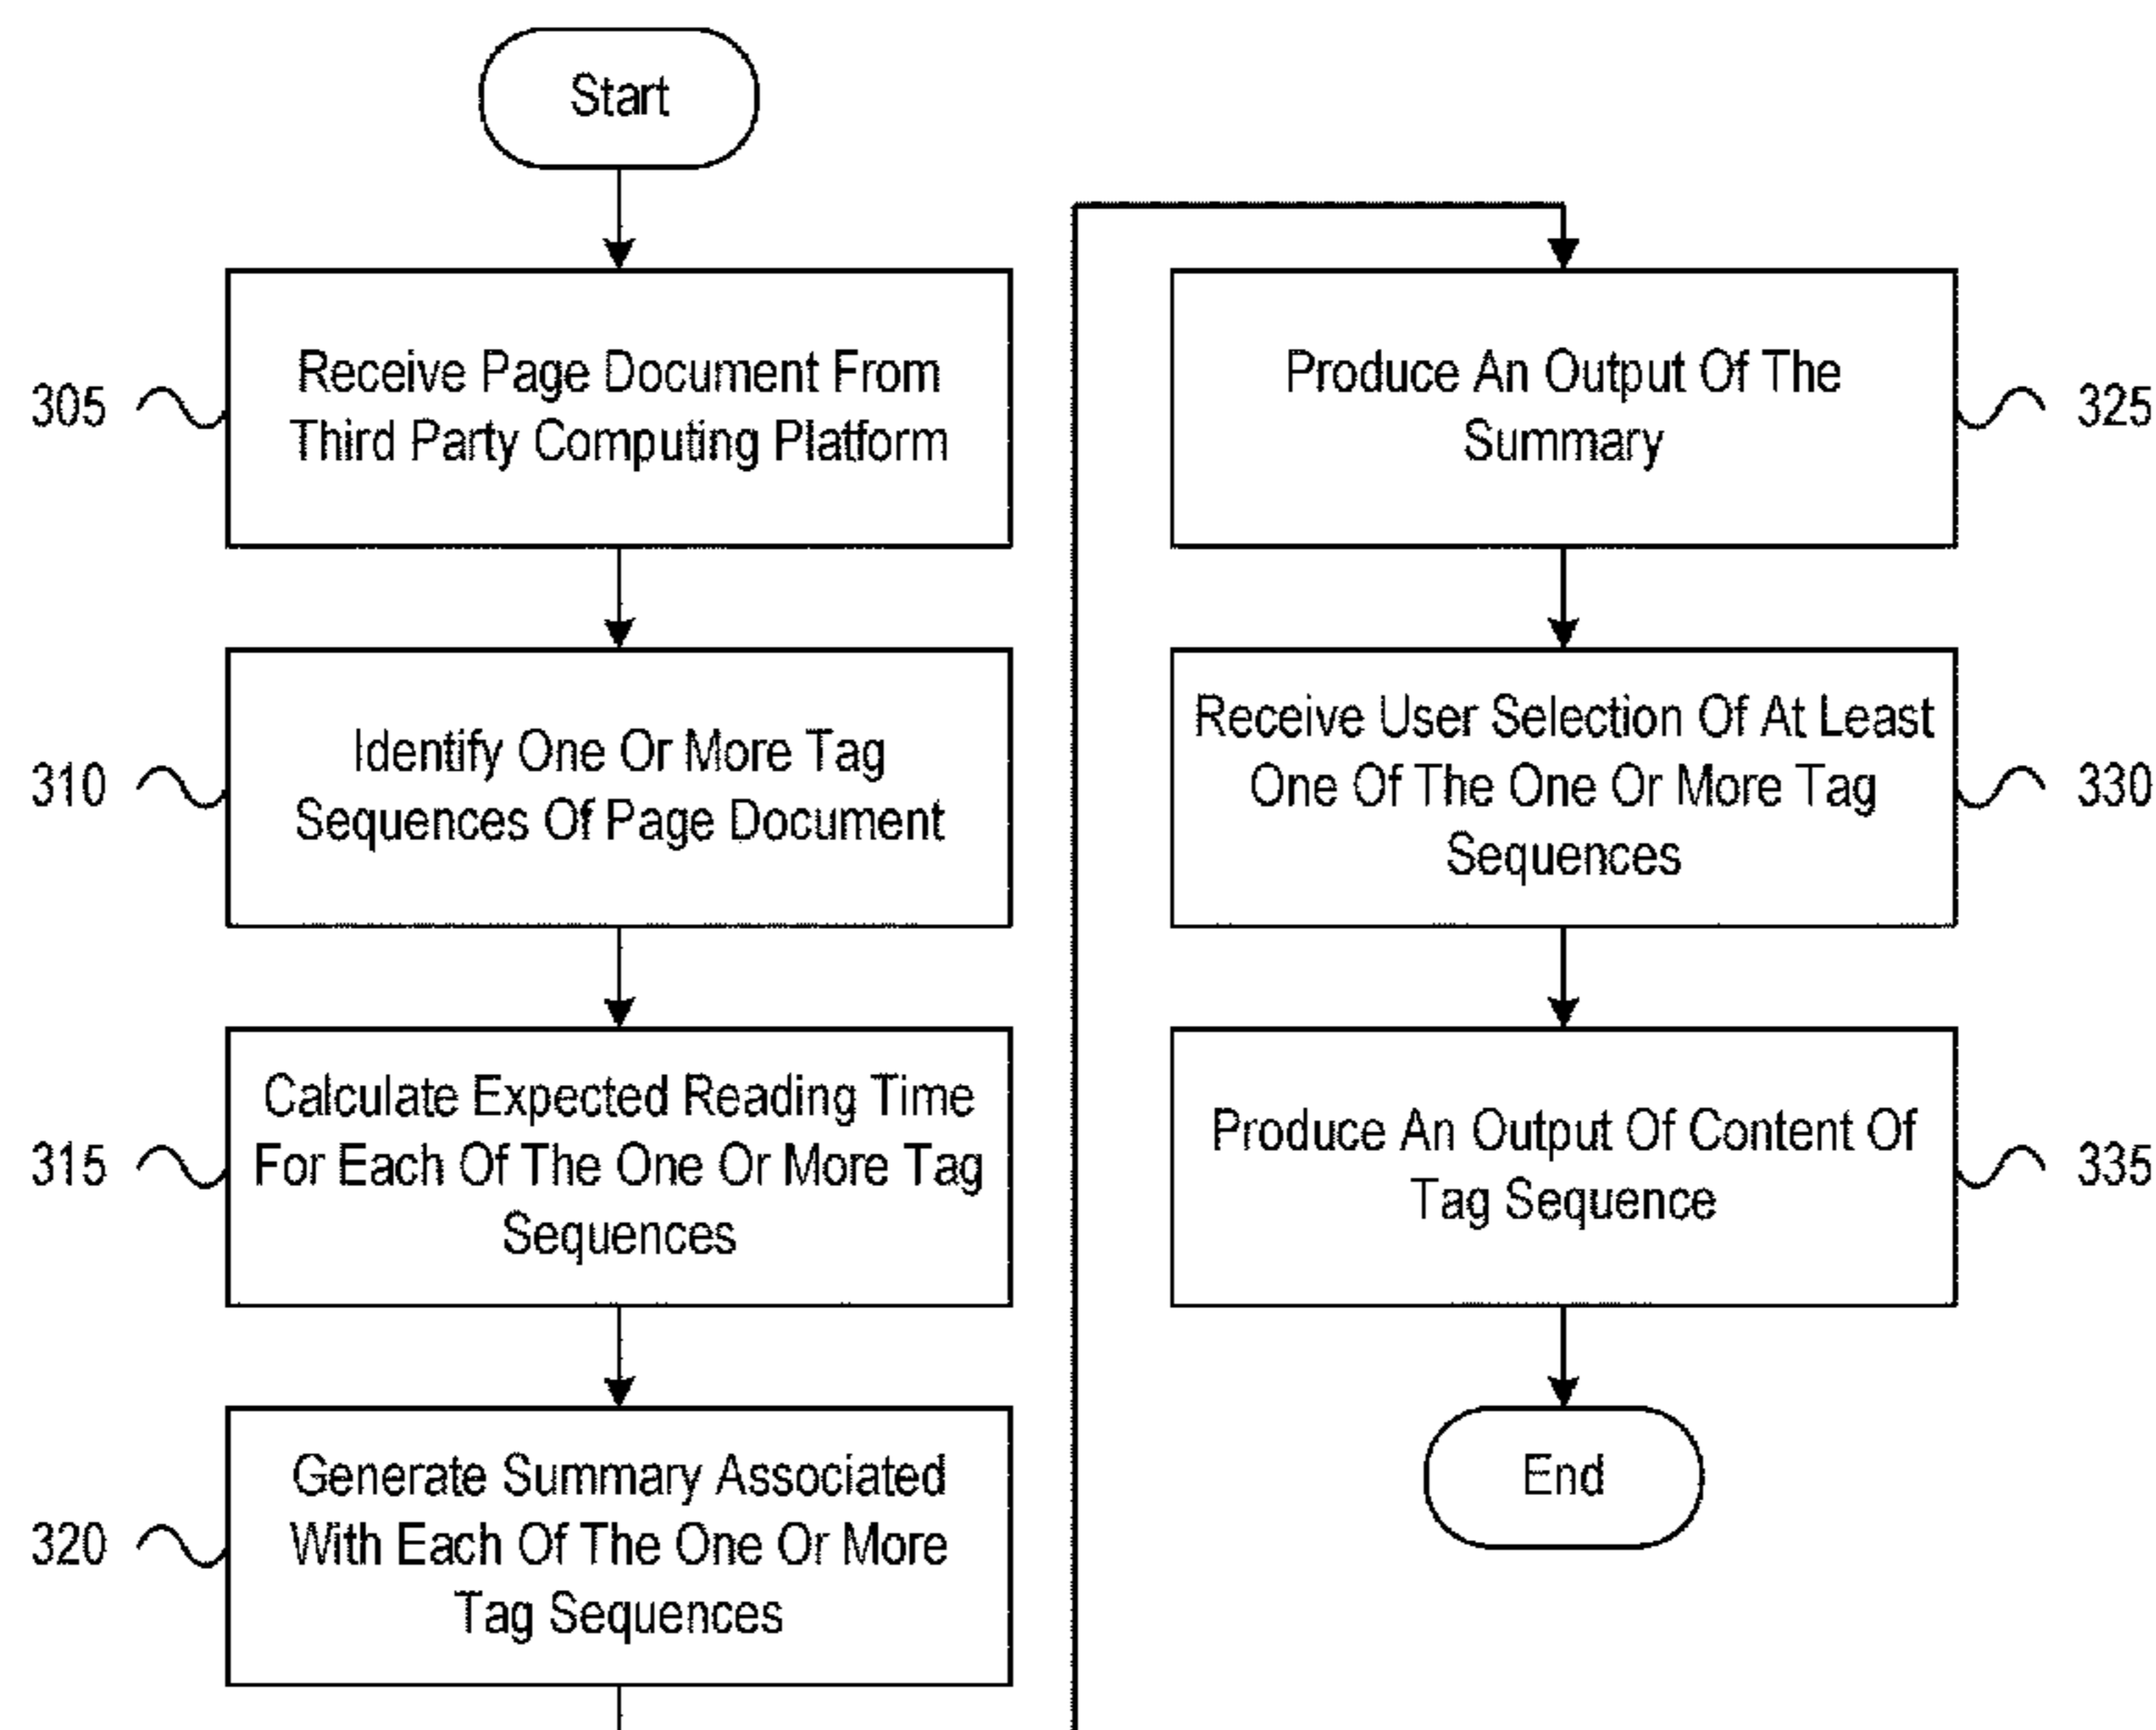 Start
305
Receive Page Document From
Third Party Computing Platform
310
Identify One Or More Tag
Sequences Of Page Document
315
Calculate Expected Reading Time
For Each Of The One Or More Tag
Sequences
320
Generate Summary Associated
With Each Of The One Or More
Tag Sequences
Produce An Output Of The
Summary
325
Receive User Selection Of At Least
One Of The One Or More Tag
Sequences
330
Produce An Output Of Content Of
Tag Sequence
335
End